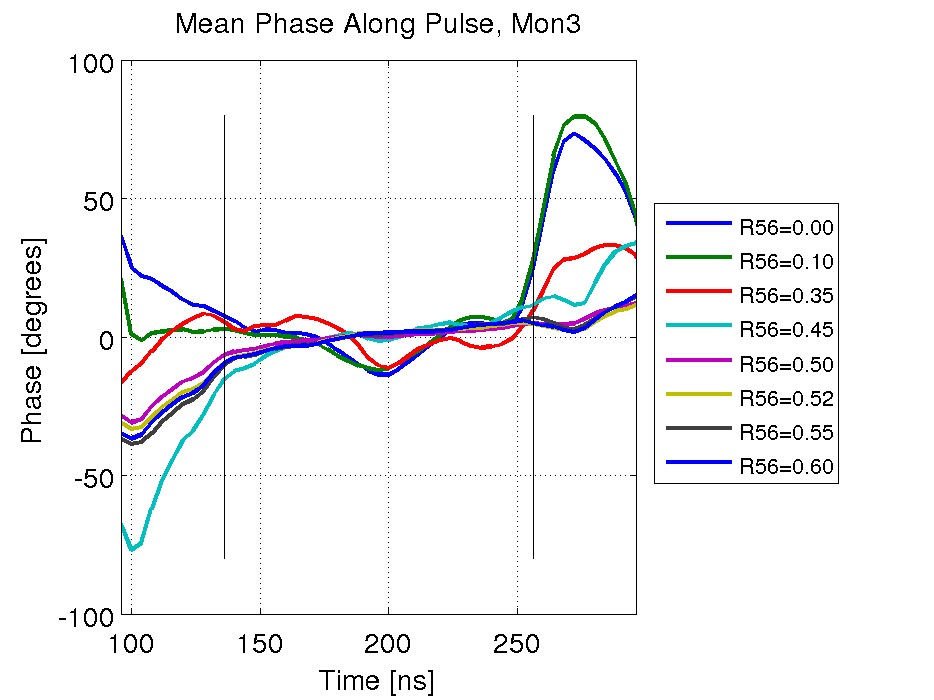 Mean Phase Along Pulse, Mon3
100
50
0
-50
-100
Phase [degrees]
100 150 200 250
Time [ns]
R56=0.00
R56=0.10
R56=0.35
R56=0.45
R56=0.50
R56=0.52
R56=0.55
R56=0.60